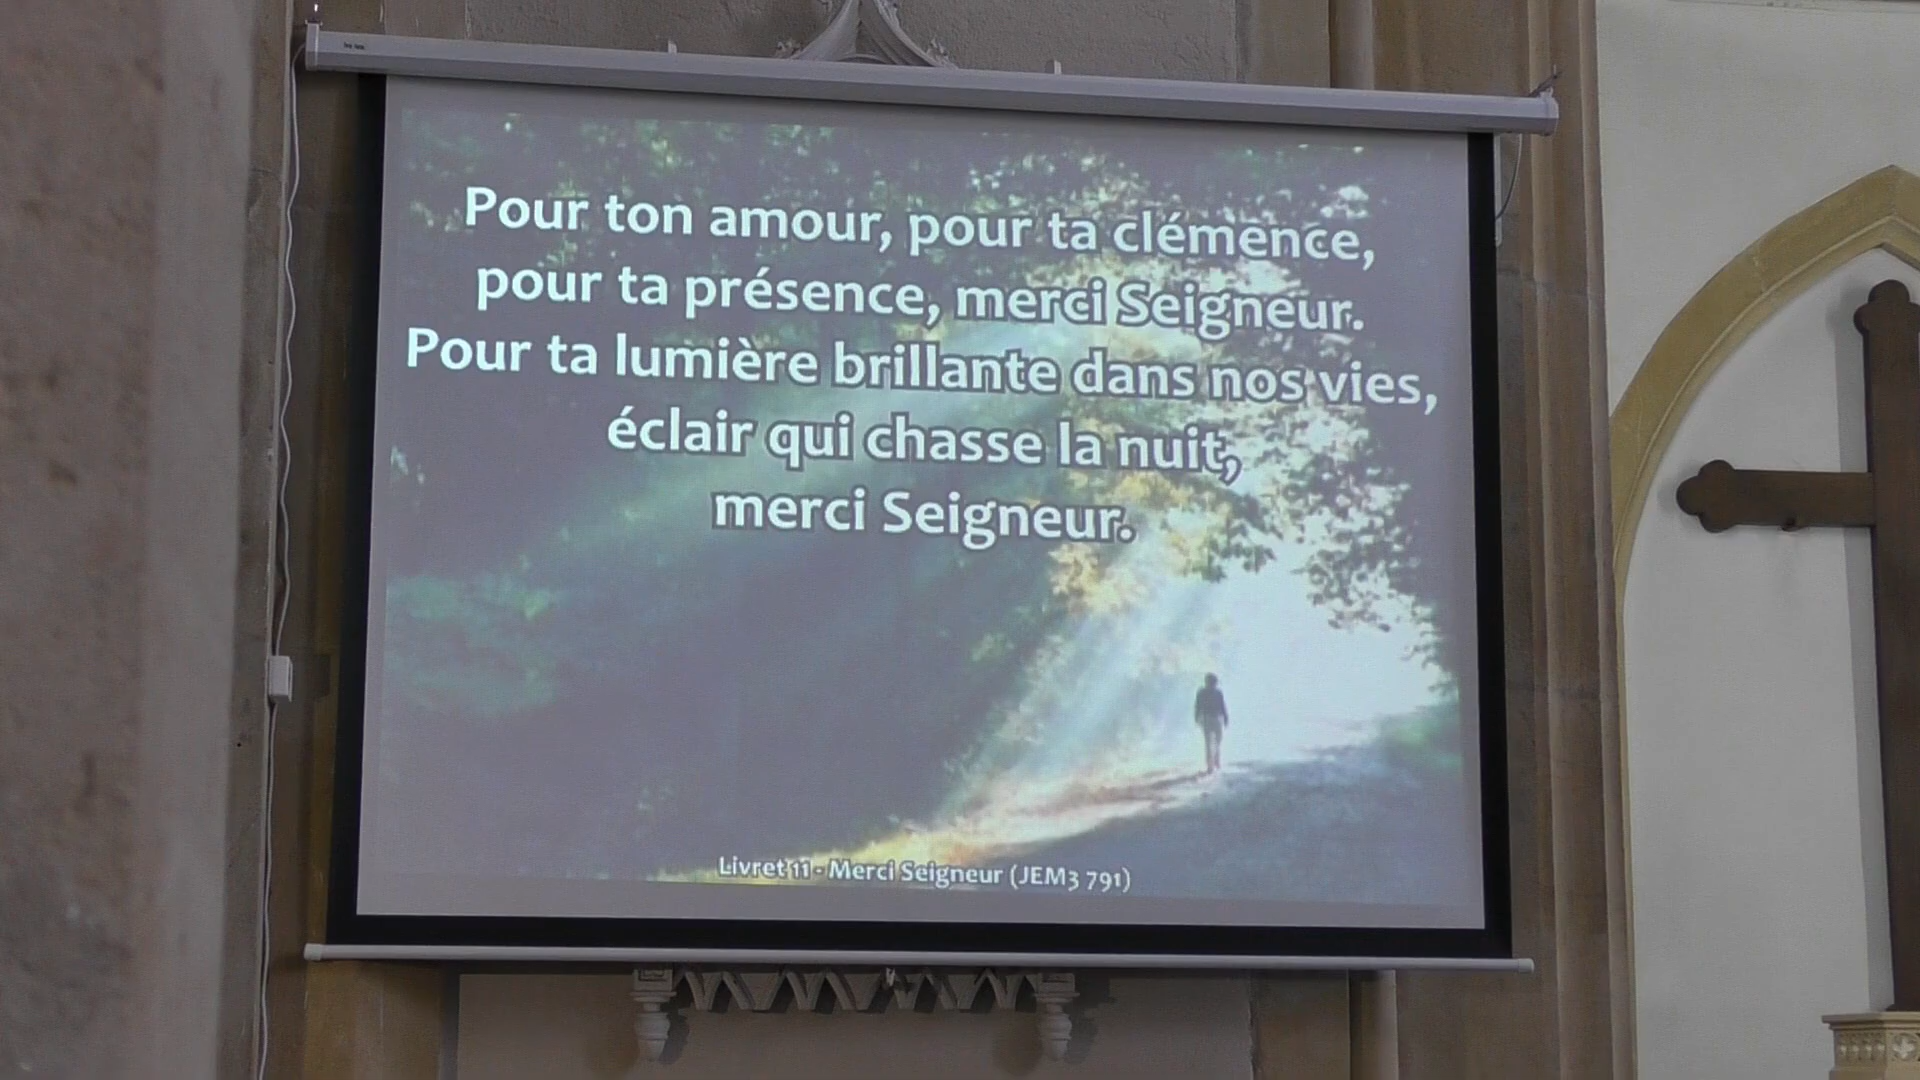 Pour ton amour, pour ta clémence,
pour ta présence, merci Seigneur.
Pour ta lumière brillante dans nos vies,
éclair qui chasse la nuit,
merci Seigneur.
Livret 11 - Merci Seigneur (JEM3 791)